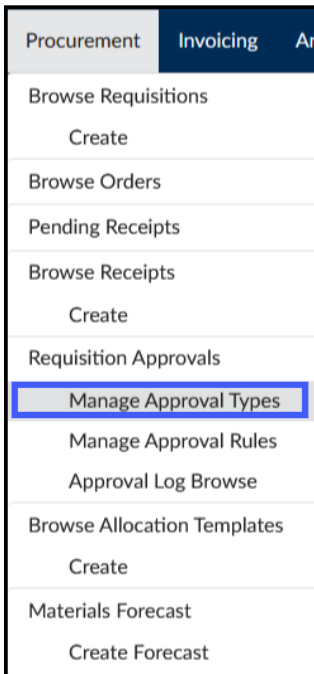 Procurement Invoicing Ar
Browse Requisitions
Create
Browse Orders
Pending Receipts
Browse Receipts
Create
Requisition Approvals
Manage Approval Types
Manage Approval Rules
Approval Log Browse
Browse Allocation Templates
Create
Materials Forecast
Create Forecast